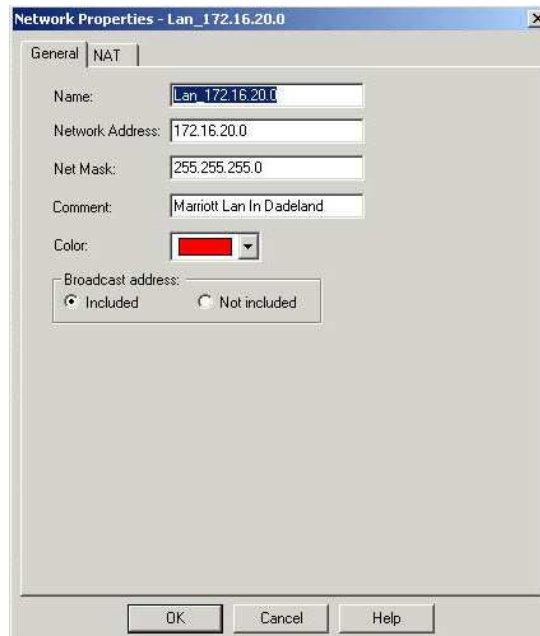 Network Properties - Lan_172.16.20.0
General NAT
Name: Lan_172.16.20.0
Network Address: 172.16.20.0
Net Mask: 255.255.255.0
Comment: Marriott Lan In Dadeland
Color:
Broadcast address:
Included Not included
OK Cancel Help